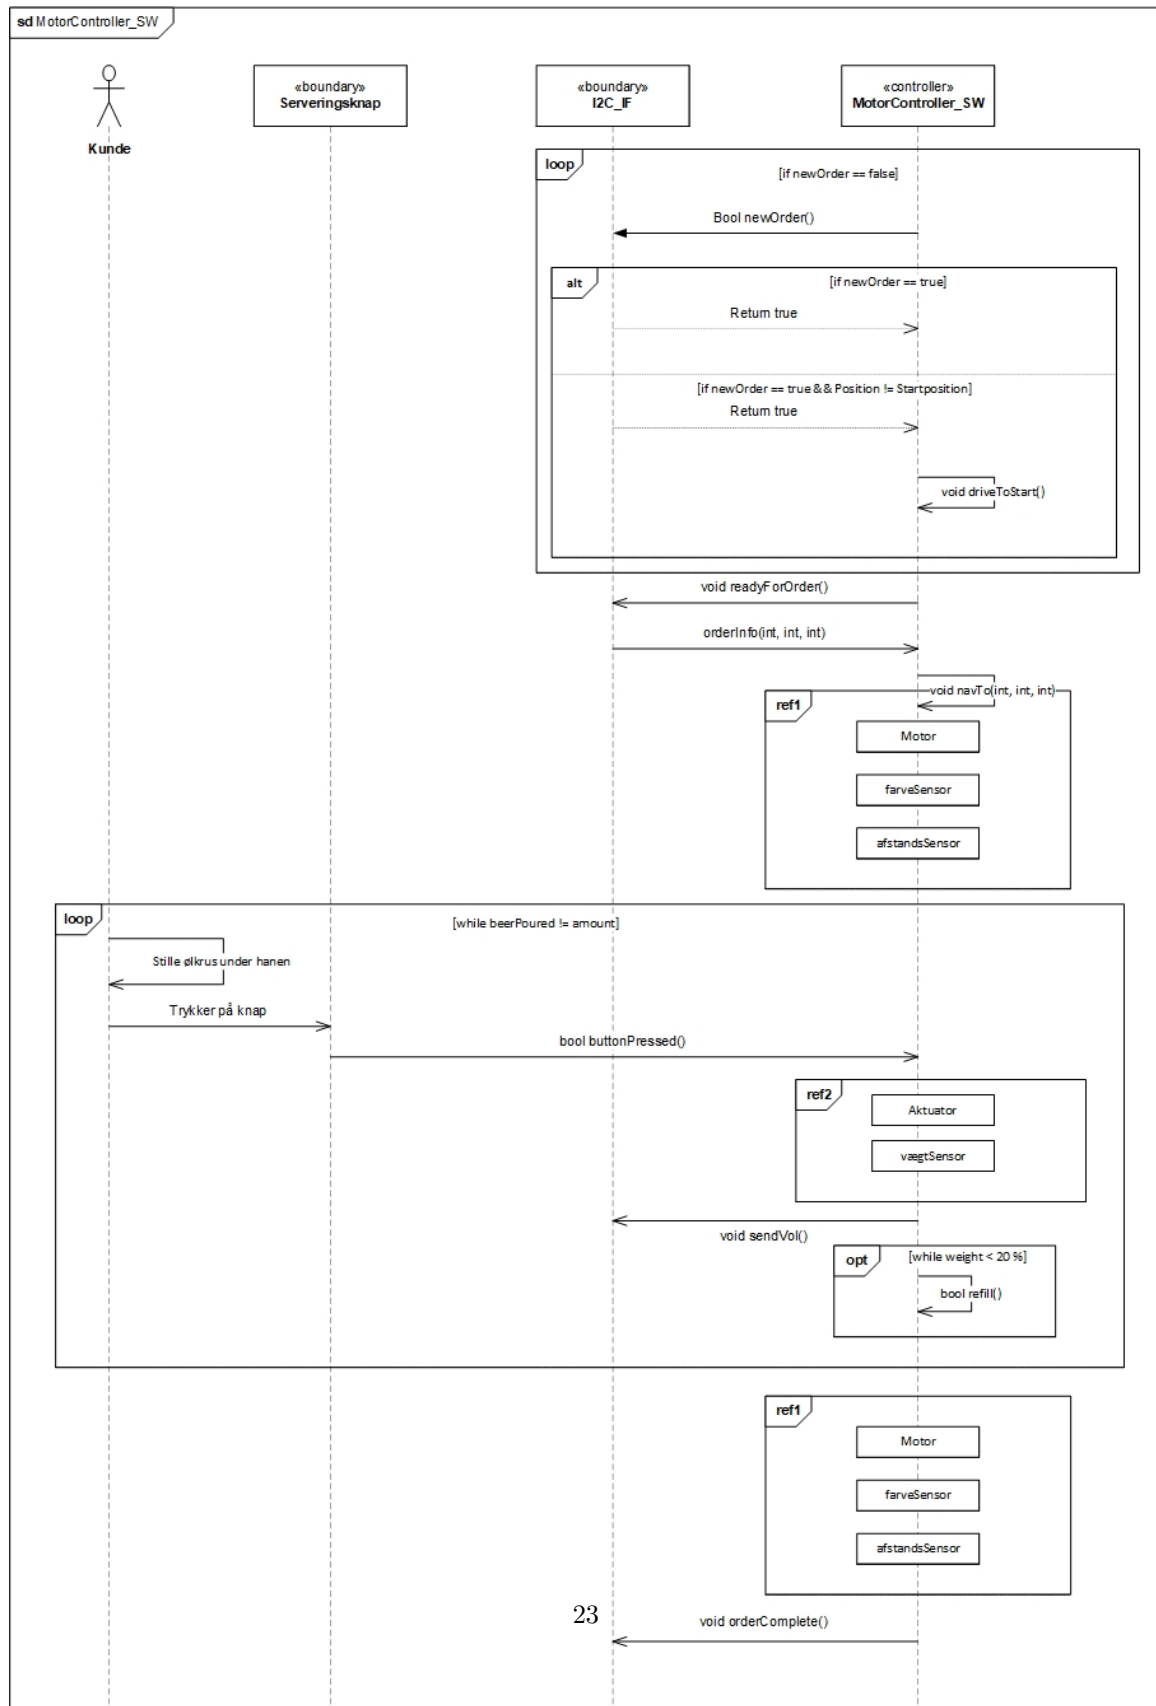 sd MotorController_SW
Kunde
«boundary»
Serveringsknap
«boundary»
I2C_IF
«controller»
MotorController_SW
loop
[if newOrder == false]
Bool newOrder()
alt
[if newOrder == true]
Return true
[if newOrder == true && Position != Startposition]
Return true
void driveToStart()
void readyForOrder()
orderInfo(int, int, int)
void navTo(int, int, int)
ref1
Motor
farveSensor
afstandsSensor
loop
[while beerPoured != amount]
Stille ølkrus under hanen
Trykker på knap
bool buttonPressed()
ref2
Aktuator
vægtSensor
void sendVol()
opt
[while weight < 20 %]
bool refill()
ref1
Motor
farveSensor
afstandsSensor
23
void orderComplete()